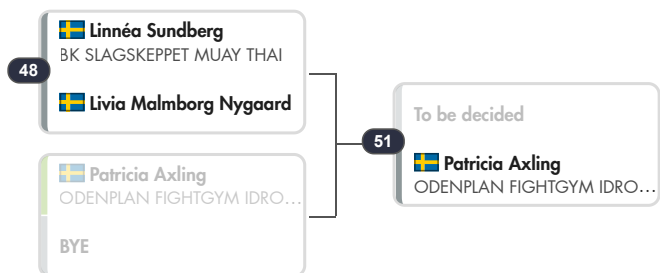 Linnéa Sundberg
BK SLAGSKEPPET MUAY THAI
48
Livia Malmborg Nygaard
Patricia Axling
ODENPLAN FIGHTGYM IDRO...
BYE
To be decided
51
Patricia Axling
ODENPLAN FIGHTGYM IDRO...